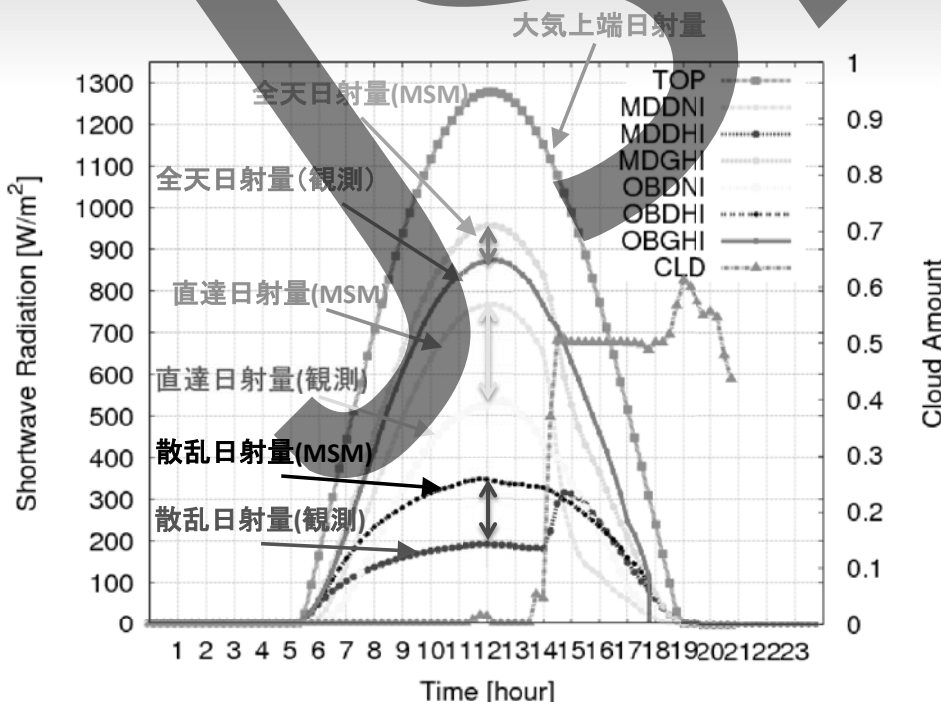 大気上端日射量
全天日射量(MSM)
全天日射量(観測)
直達日射量(MSM)
直達日射量(観測)
散乱日射量(MSM)
散乱日射量(観測)
TOP
MDDNI
MDDHI
MDGHI
OBDNI
OBDHI
OBGHI
CLD
Shortwave Radiation [W/m²]
1300
1200
1100
1000
900
800
700
600
500
400
300
200
100
0
1
0.9
0.8
0.7
0.6
0.5
0.4
0.3
0.2
0.1
0
Cloud Amount
1 2 3 4 5 6 7 8 9 10 11 12 13 14 15 16 17 18 19 20 21 22 23
Time [hour]